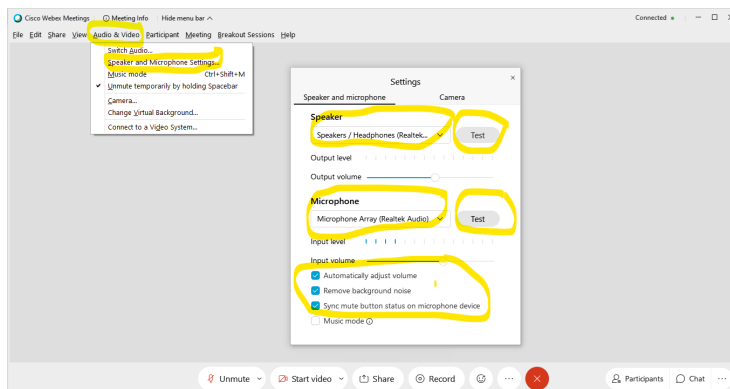 Cisco Webex Meetings
Meeting Info
Hide menu bar
Connected
File Edit Share View Audio & Video Participant Meeting Breakout Sessions Help
Switch Audio...
Speaker and Microphone Settings...
Music mode Ctrl+Shift+M
Unmute temporarily by holding Spacebar
Camera...
Change Virtual Background...
Connect to a Video System...
Settings
Speaker and microphone Camera
Speaker
Speakers / Headphones (Realtek... Test
Output level
Output volume
Microphone
Microphone Array (Realtek Audio) Test
Input level
Input volume
Automatically adjust volume
Remove background noise
Sync mute button status on microphone device
Music mode
Unmute Start video Share Record Participants Chat